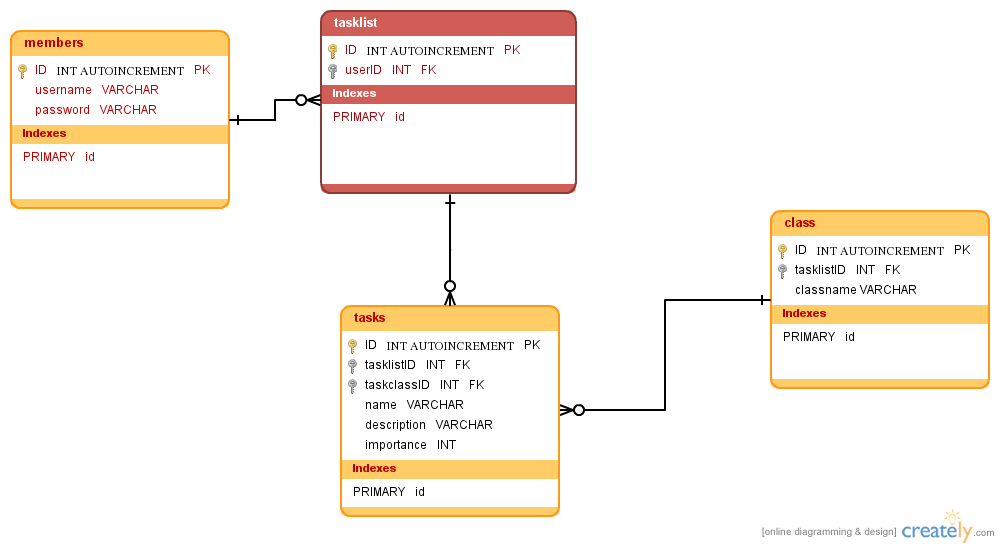 members
ID INT AUTOINCREMENT PK
username VARCHAR
password VARCHAR
Indexes
PRIMARY id
tasklist
ID INT AUTOINCREMENT PK
userID INT FK
Indexes
PRIMARY id
tasks
ID INT AUTOINCREMENT PK
tasklistID INT FK
taskclassID INT FK
name VARCHAR
description VARCHAR
importance INT
Indexes
PRIMARY id
class
ID INT AUTOINCREMENT PK
tasklistID INT FK
classname VARCHAR
Indexes
PRIMARY id
[online diagramming & design] creately.com